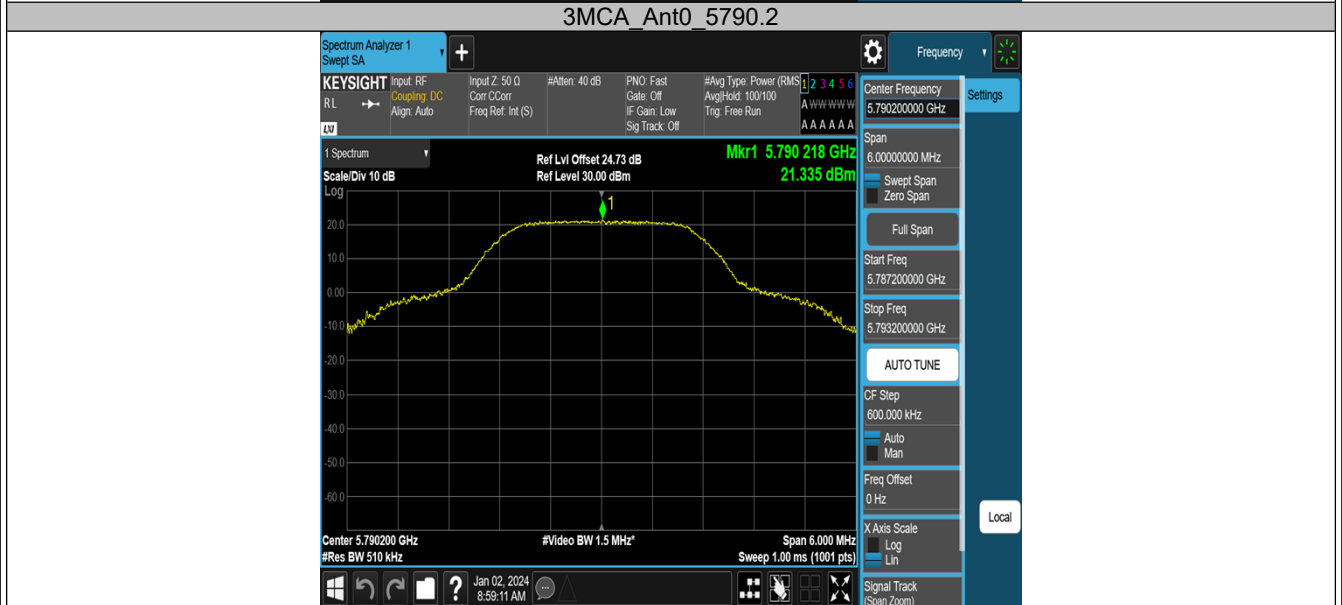 3MCA_Ant0_5790.2
Spectrum Analyzer 1
Swept SA
+
Frequency
KEYSIGHT
RL
LXI
Input: RF
Coupling: DC
Align: Auto
Input Z: 50 Ω
Corr CCorr
Freq Ref: Int (S)
#Atten: 40 dB
PNO: Fast
Gate: Off
IF Gain: Low
Sig Track: Off
#Avg Type: Power (RMS
Avg|Hold: 100/100
Trig: Free Run
1 2 3 4 5 6
A W W W W W
A A A A A A
1 Spectrum
Scale/Div 10 dB
Ref Lvl Offset 24.73 dB
Ref Level 30.00 dBm
Mkr1 5.790 218 GHz
21.335 dBm
Log
1
20.0
10.0
0.00
-10.0
-20.0
-30.0
-40.0
-50.0
-60.0
Center 5.790200 GHz
#Res BW 510 kHz
#Video BW 1.5 MHz*
Span 6.000 MHz
Sweep 1.00 ms (1001 pts)
Center Frequency
5.790200000 GHz
Settings
Span
6.00000000 MHz
Swept Span
Zero Span
Full Span
Start Freq
5.787200000 GHz
Stop Freq
5.793200000 GHz
AUTO TUNE
CF Step
600.000 kHz
Auto
Man
Freq Offset
0 Hz
X Axis Scale
Log
Lin
Local
Signal Track
(Span Zoom)
?
Jan 02, 2024
8:59:11 AM